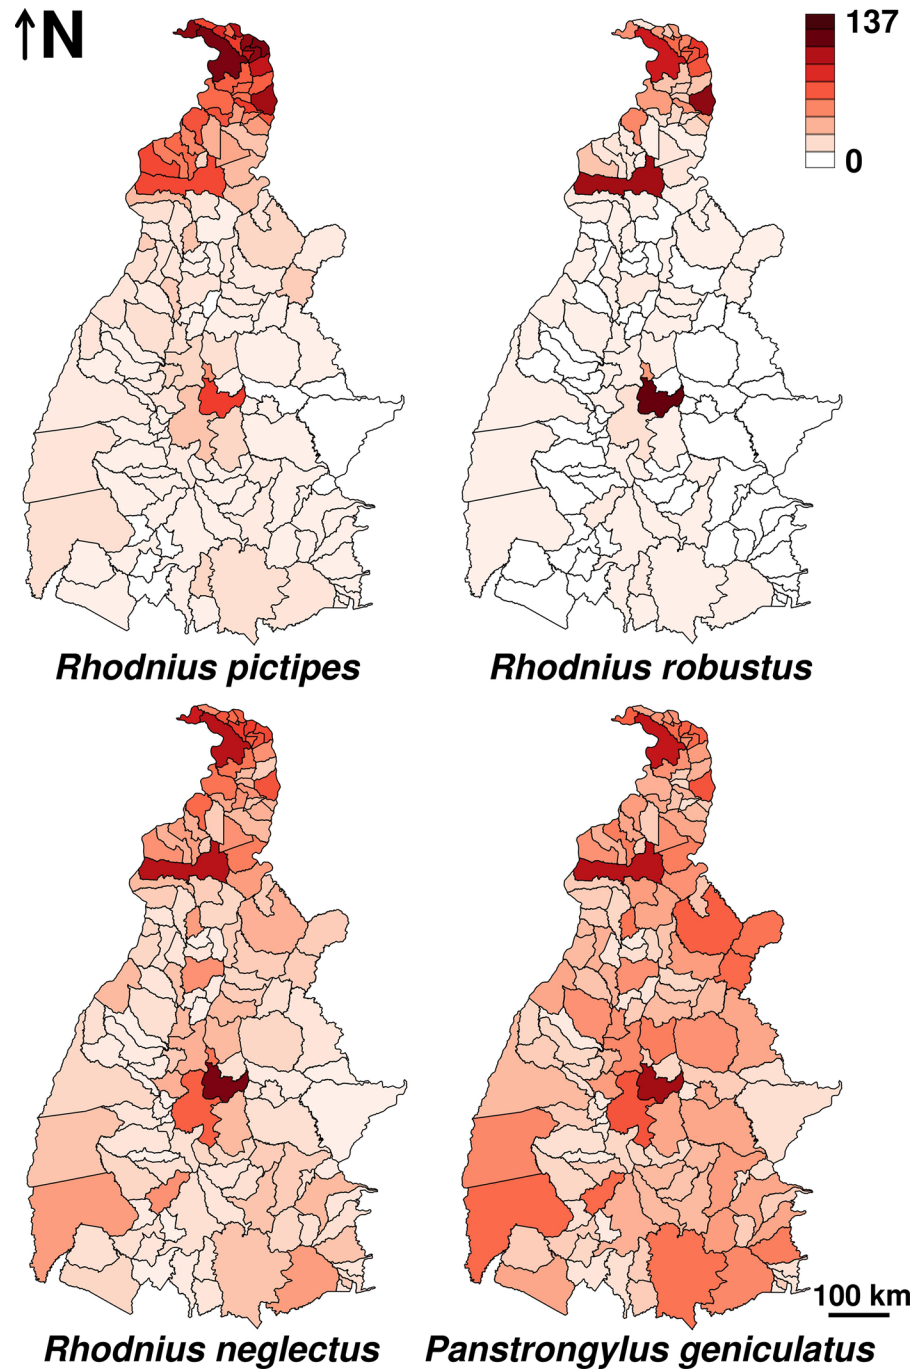 ↑N
137
0
Rhodnius pictipes
Rhodnius robustus
100 km
Rhodnius neglectus
Panstrongylus geniculatus